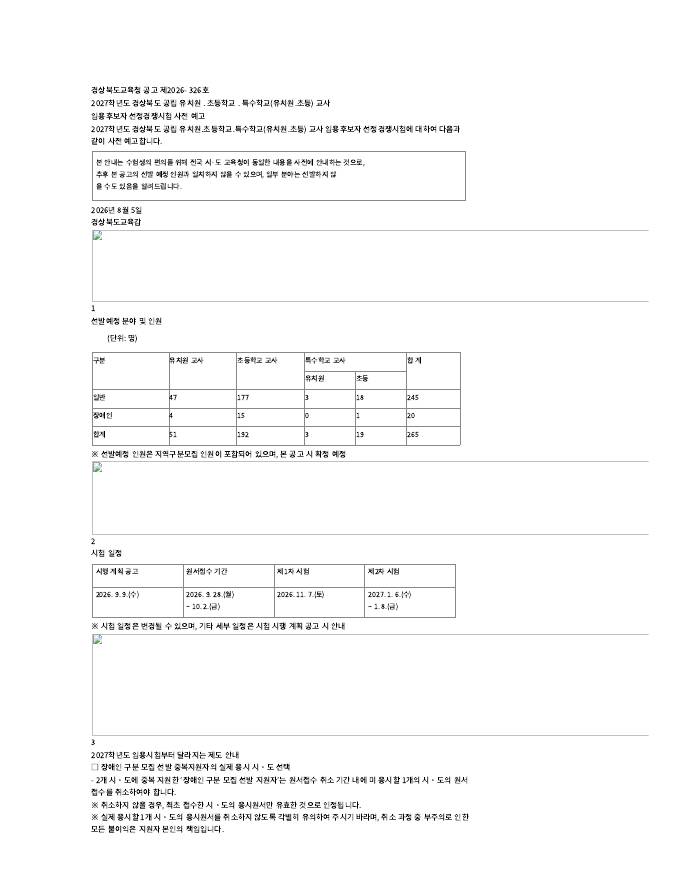 경상북도교육청 공고 제2026- 326호
2027학년도 경상북도 공립 유치원 . 초등학교 . 특수학교(유치원.초등) 교사
임용후보자 선정경쟁시험 사전 예고
2027학년도 경상북도 공립 유치원.초등학교.특수학교(유치원.초등) 교사 임용후보자 선정경쟁시험에 대하여 다음과
같이 사전 예고합니다.
본 안내는 수험생의 편의를 위해 전국 시·도 교육청이 동일한 내용을 사전에 안내하는 것으로,
추후 본 공고의 선발 예정 인원과 일치하지 않을 수 있으며, 일부 분야는 선발하지 않
을 수도 있음을 알려드립니다.
2026년 8월 5일
경상북도교육감
1
선발예정 분야 및 인원
(단위: 명)
구분 유치원 교사 초등학교 교사 특수학교 교사 합 계
유치원 초등
일반 47 177 3 18 245
장애인 4 15 0 1 20
합계 51 192 3 19 265
※ 선발예정 인원은 지역구분모집 인원이 포함되어 있으며, 본 공고 시 확정 예정
2
시험 일정
시행계획 공고 원서접수 기간 제1차 시험 제2차 시험
2026. 9. 9.(수) 2026. 9. 28.(월) 2026. 11. 7.(토) 2027. 1. 6.(수)
~ 10. 2.(금) ~ 1. 8.(금)
※ 시험 일정은 변경될 수 있으며, 기타 세부 일정은 시험 시행 계획 공고 시 안내
3
2027학년도 임용시험부터 달라지는 제도 안내
□ 장애인 구분 모집 선발 중복지원자의 실제 응시 시·도 선택
- 2개 시·도에 중복 지원한 '장애인 구분 모집 선발 지원자'는 원서접수 취소 기간 내에 미 응시할 1개의 시·도의 원서
접수를 취소하여야 합니다.
※ 취소하지 않을 경우, 최초 접수한 시·도의 응시원서만 유효한 것으로 인정됩니다.
※ 실제 응시할 1개 시·도의 응시원서를 취소하지 않도록 각별히 유의하여 주시기 바라며, 취소 과정 중 부주의로 인한
모든 불이익은 지원자 본인의 책임입니다.